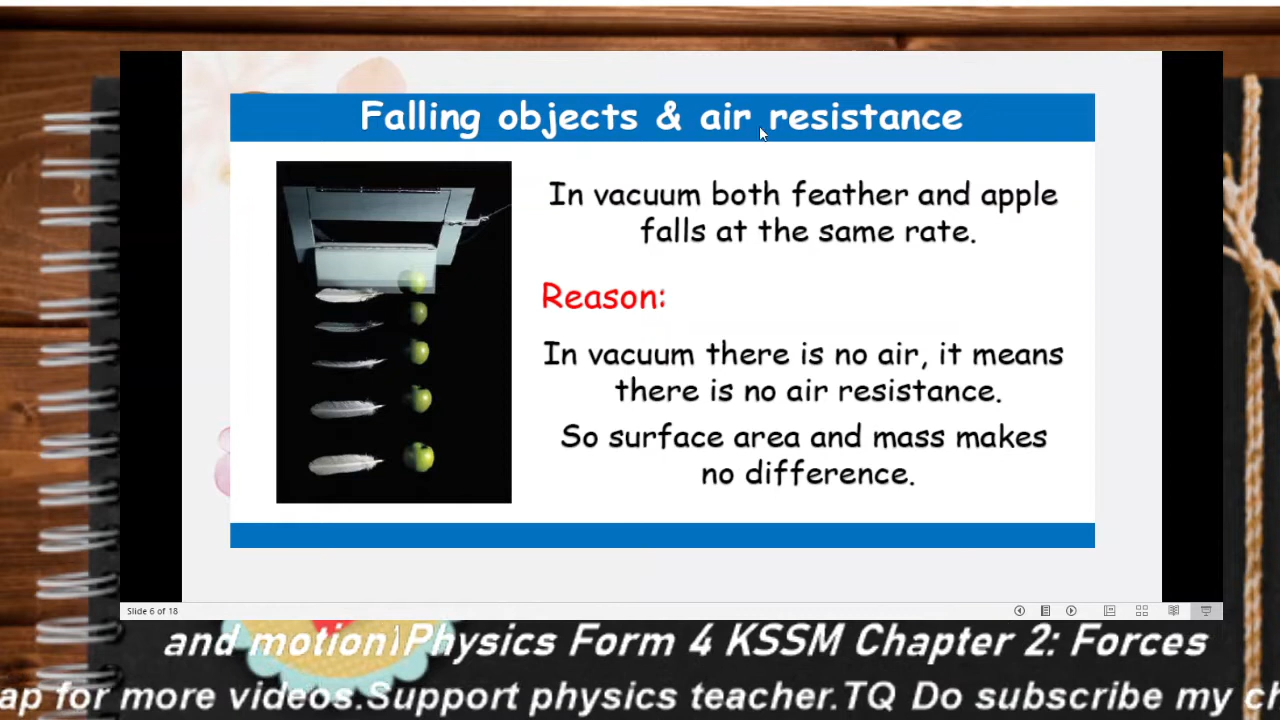 Falling objects & air resistance
In vacuum both feather and apple
falls at the same rate.
Reason:
In vacuum there is no air, it means
there is no air resistance.
So surface area and mass makes
no difference.
Slide 6 of 18
and motion)Physics Form 4 KSSM Chapter 2: Forces
ap for more videos.Support physics teacher.TQ Do subscribe my ch